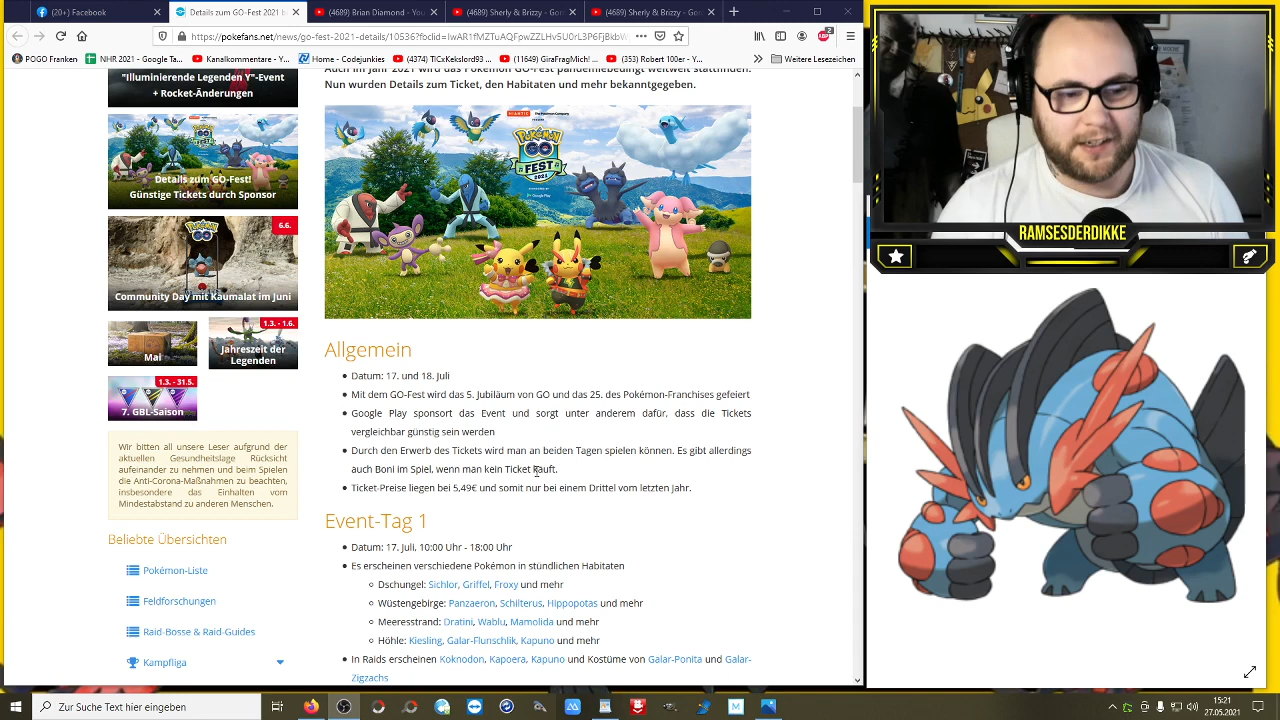 (20+) Facebook
Details zum GO-Fest 2021 
(4689) Brian Diamond - You
(4689) Sherly & Brizzy - Go
(4689) Sherly & Brizzy - Go
https://pokefans.net/news/go-fest-2021-details/10536?fbclid=
POGO Franken
NHR 2021 - Google Ta...
Kanalkommentare - Y...
Home - Codejunkies
(4374) TiCxKekslord93 ...
(11649) GiraFragMich! ...
(353) Robert 100er - Y...
Weitere Lesezeichen
"Illuminierende Legenden Y"-Event
+ Rocket-Änderungen
Details zum GO-Fest!
Günstige Tickets durch Sponsor
6.6.
Community Day mit Kaumalat im Juni
Mai
1.3. - 1.6.
Jahreszeit der
Legenden
1.3. - 31.5.
7. GBL-Saison
Wir bitten all unsere Leser aufgrund der
aktuellen Gesundheitslage Rücksicht
aufeinander zu nehmen und beim Spielen
die Anti-Corona-Maßnahmen zu beachten,
insbesondere das Einhalten vom
Mindestabstand zu anderen Menschen.
Beliebte Übersichten
Pokémon-Liste
Feldforschungen
Raid-Bosse & Raid-Guides
Kampfliga
Auch im Jahr 2021 wird das Pokémon GO-Fest pandemiebedingt weltweit stattfinden.
Nun wurden Details zum Ticket, den Habitaten und mehr bekanntgegeben.
NIANTIC
The Pokémon Company
POKÉMON
GO
FEST
2021
Google Play
Allgemein
Datum: 17. und 18. Juli
Mit dem GO-Fest wird das 5. Jubiläum von GO und das 25. des Pokémon-Franchises gefeiert
Google Play sponsort das Event und sorgt unter anderem dafür, dass die Tickets
vergleichbar günstig sein werden
Durch den Erwerb des Tickets wird man an beiden Tagen spielen können. Es gibt allerdings
auch Boni im Spiel, wenn man kein Ticket kauft.
Ticket-Preise liegen bei 5,49€ und somit nur bei einem Drittel vom letzten Jahr.
Event-Tag 1
Datum: 17. Juli, 10:00 Uhr - 18:00 Uhr
Es erscheinen verschiedene Pokémon in stündlichen Habitaten
Dschungel: Sichlor, Griffel, Froxy und mehr
Wüstengebirge: Panzaeron, Schilterus, Hippopotas und mehr
Meeresstrand: Dratini, Wablu, Mamolida und mehr
Höhle: Kiesling, Galar-Flunschlik, Kapuno und mehr
In Raids erscheinen Koknodon, Kapoera, Kapuno und Kostüme von Galar-Ponita und Galar-
Zigzachs
RAMSESDERDIKKE
Zur Suche Text hier eingeben
15:21
27.05.2021